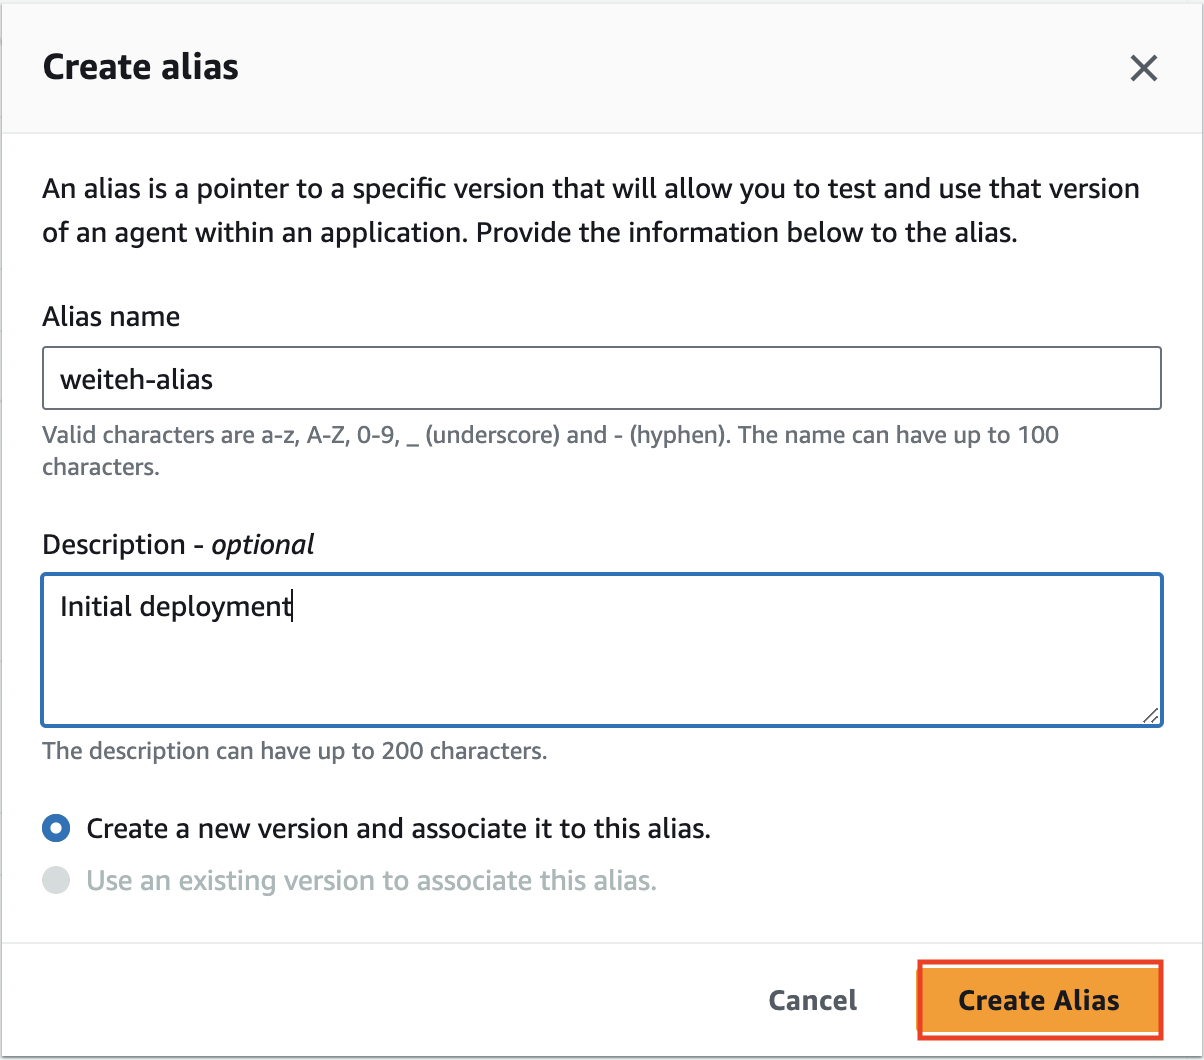 Create alias
An alias is a pointer to a specific version that will allow you to test and use that version
of an agent within an application. Provide the information below to the alias.
Alias name
weiteh-alias
Valid characters are a-z, A-Z, 0-9, _ (underscore) and - (hyphen). The name can have up to 100
characters.
Description - optional
Initial deployment
The description can have up to 200 characters.
Create a new version and associate it to this alias.
Use an existing version to associate this alias.
Cancel
Create Alias